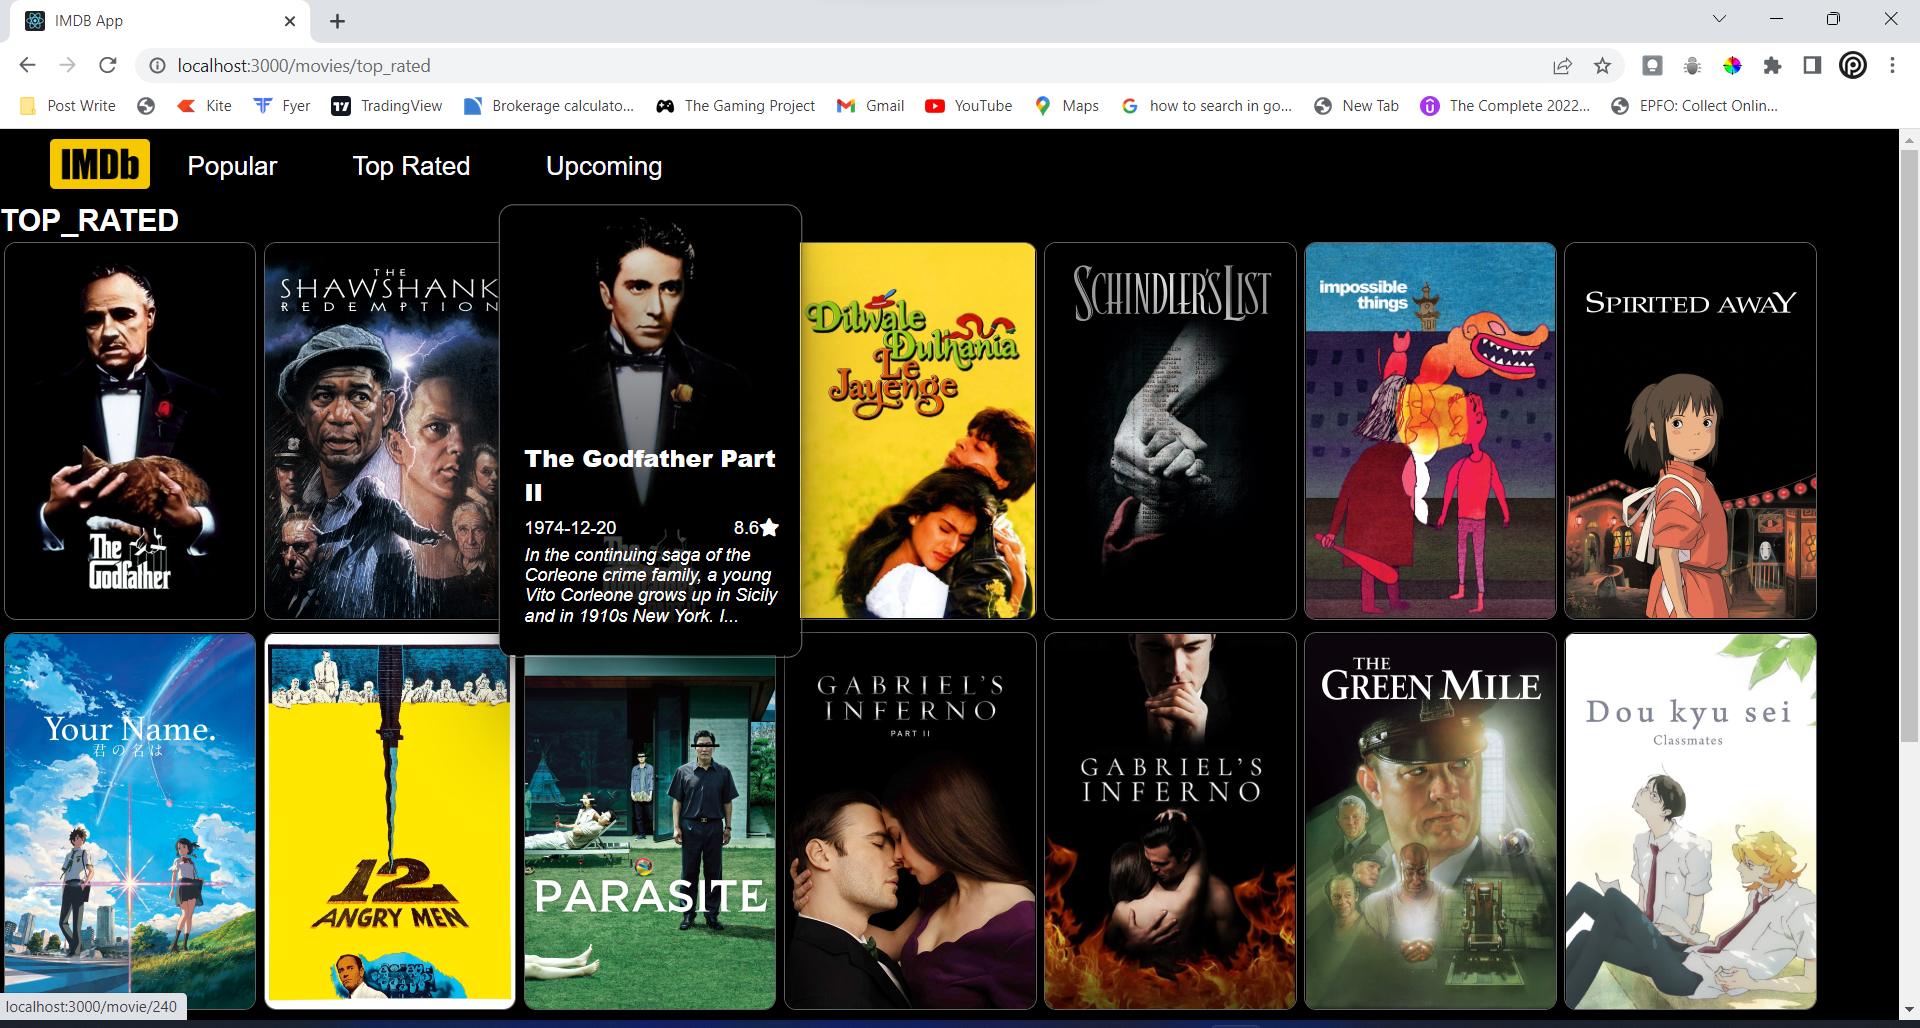 IMDB App
localhost:3000/movies/top_rated
Post Write
Kite
Fyer
TradingView
Brokerage calculato...
The Gaming Project
Gmail
YouTube
Maps
how to search in go...
New Tab
The Complete 2022...
EPFO: Collect Onlin...
IMDb
Popular
Top Rated
Upcoming
TOP_RATED
The
Godfather
THE
SHAWSHANK
REDEMPTION
The Godfather Part
II
1974-12-20
8.6
In the continuing saga of the
Corleone crime family, a young
Vito Corleone grows up in Sicily
and in 1910s New York. I...
Dilwale
Dulhania
Le
Jayenge
SCHINDLER'S LIST
impossible
things
SPIRITED AWAY
Your Name.
君の名は
12
ANGRY MEN
PARASITE
GABRIEL'S
INFERNO
PART II
GABRIEL'S
INFERNO
THE
GREEN MILE
Dou kyu sei
Classmates
localhost:3000/movie/240